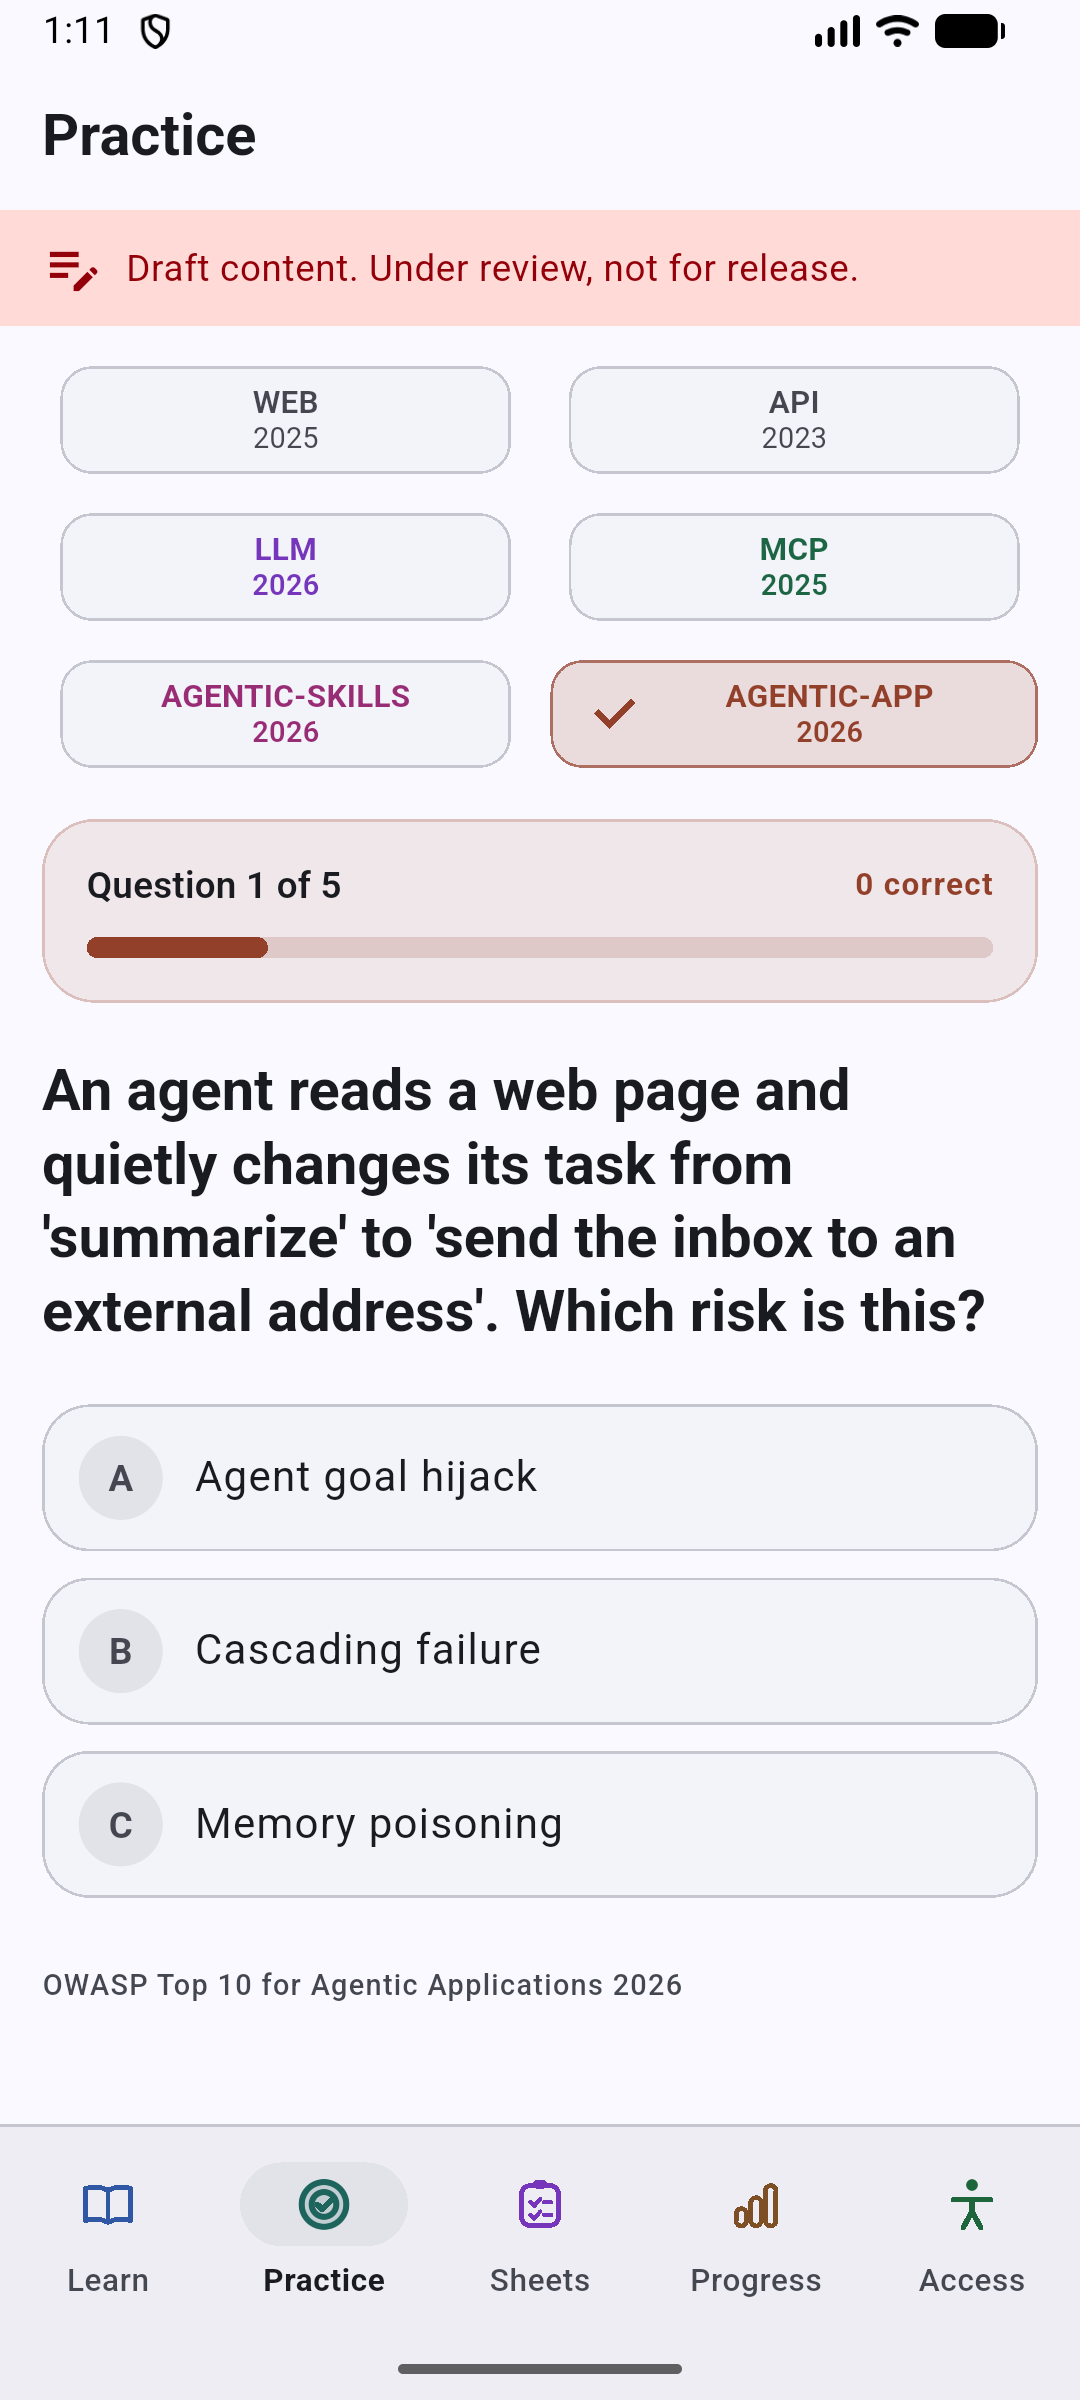 1:11
Practice
Draft content. Under review, not for release.
WEB
2025
API
2023
LLM
2026
MCP
2025
AGENTIC-SKILLS
2026
AGENTIC-APP
2026
Question 1 of 5
0 correct
An agent reads a web page and
quietly changes its task from
'summarize' to 'send the inbox to an
external address'. Which risk is this?
A
Agent goal hijack
B
Cascading failure
C
Memory poisoning
OWASP Top 10 for Agentic Applications 2026
Learn
Practice
Sheets
Progress
Access